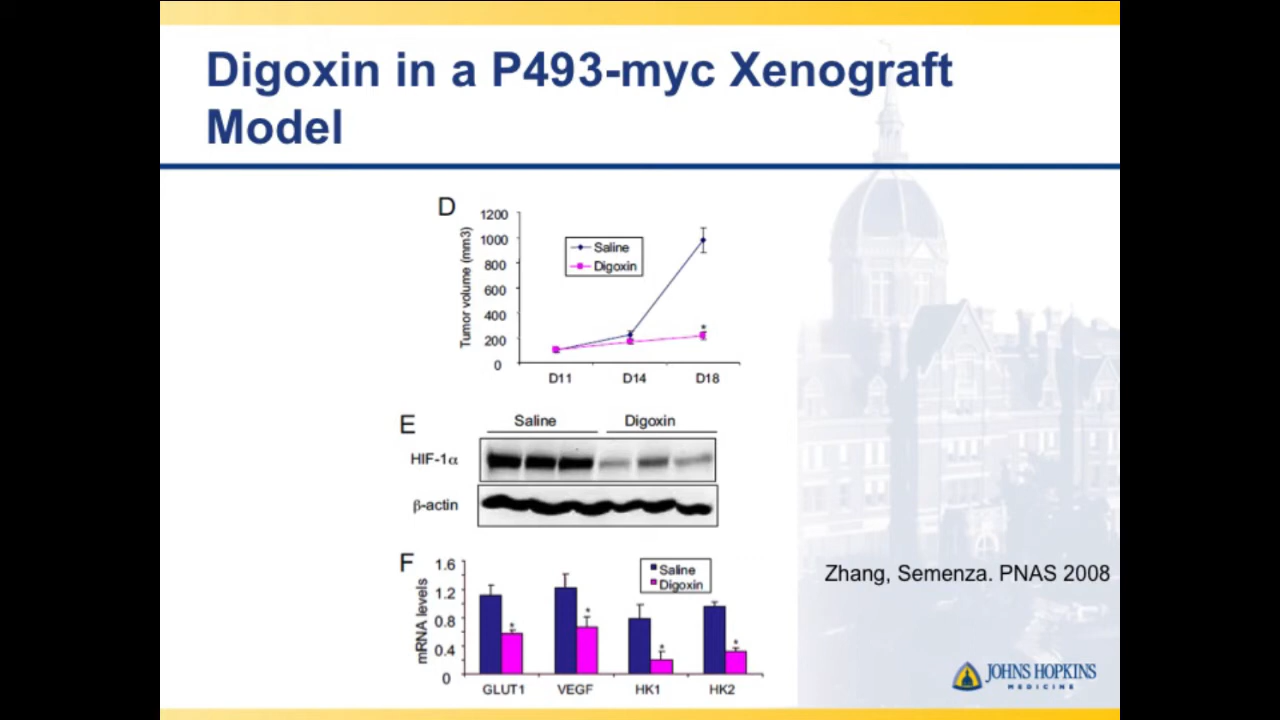 Digoxin in a P493-myc Xenograft
Model
D
Tumor volume (mm3)
1200
1000
800
600
400
200
0
Saline
Digoxin
*
D11 D14 D18
E
Saline Digoxin
HIF-1α
β-actin
F
mRNA levels
1.6
1.2
0.8
0.4
0
Saline
Digoxin
* * * *
GLUT1 VEGF HK1 HK2
Zhang, Semenza. PNAS 2008
JOHNS HOPKINS
MEDICINE